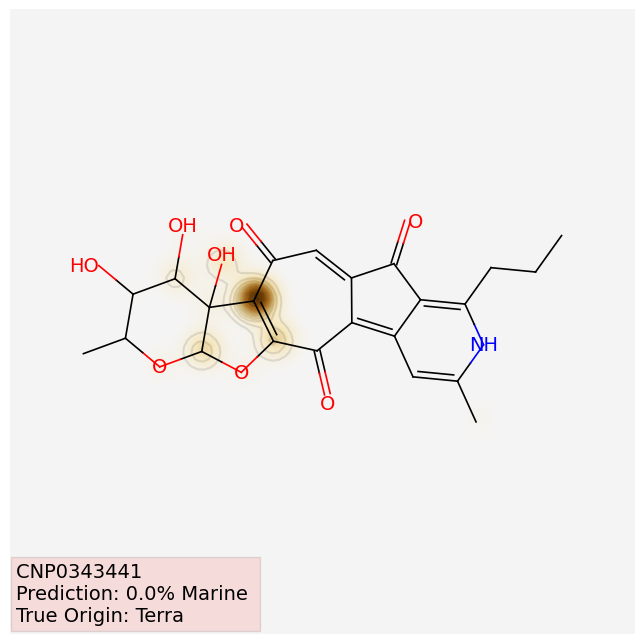 OH
O
O
OH
HO
NH
O
O
O
CNP0343441
Prediction: 0.0% Marine
True Origin: Terra